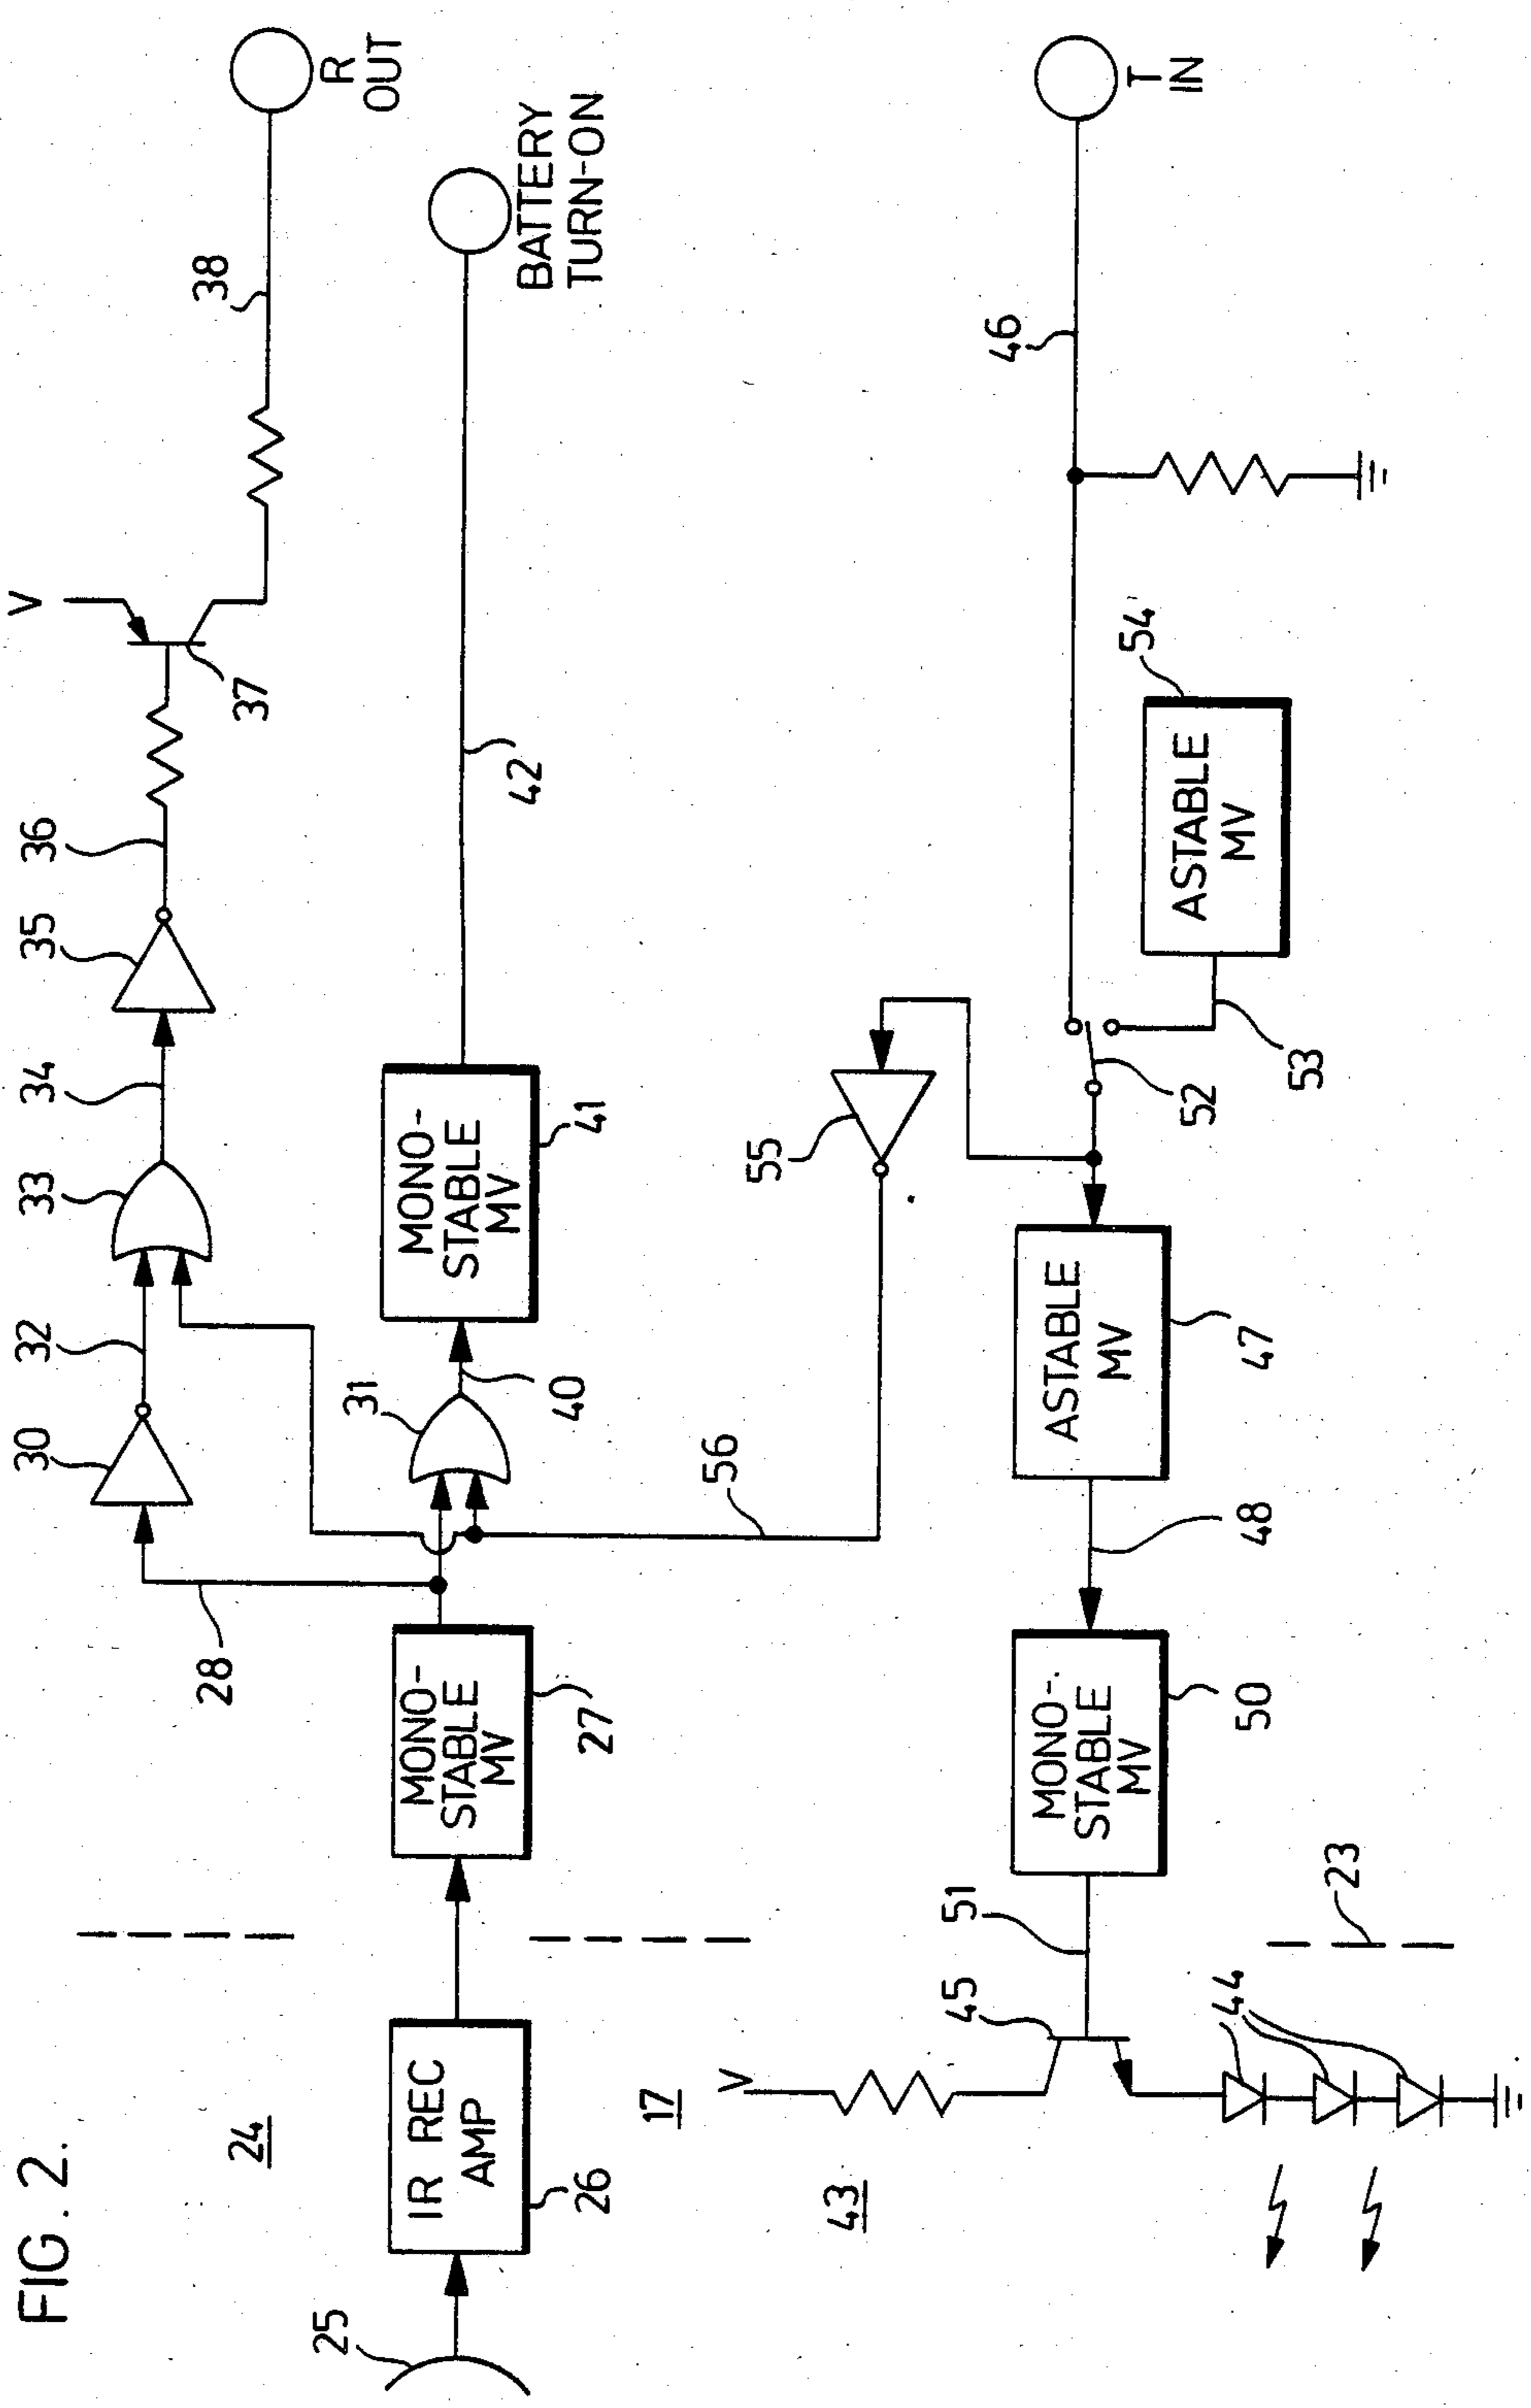 FIG. 2.
24
25
IR REC
AMP
26
MONO-
STABLE
MV
27
28
30
32
33
34
35
36
37
V
38
R
OUT
31
40
MONO-
STABLE
MV
41
42
BATTERY
TURN-ON
56
55
17
43
V
45
44
23
51
MONO-
STABLE
MV
50
48
ASTABLE
MV
47
52
53
ASTABLE
MV
54
46
T
IN